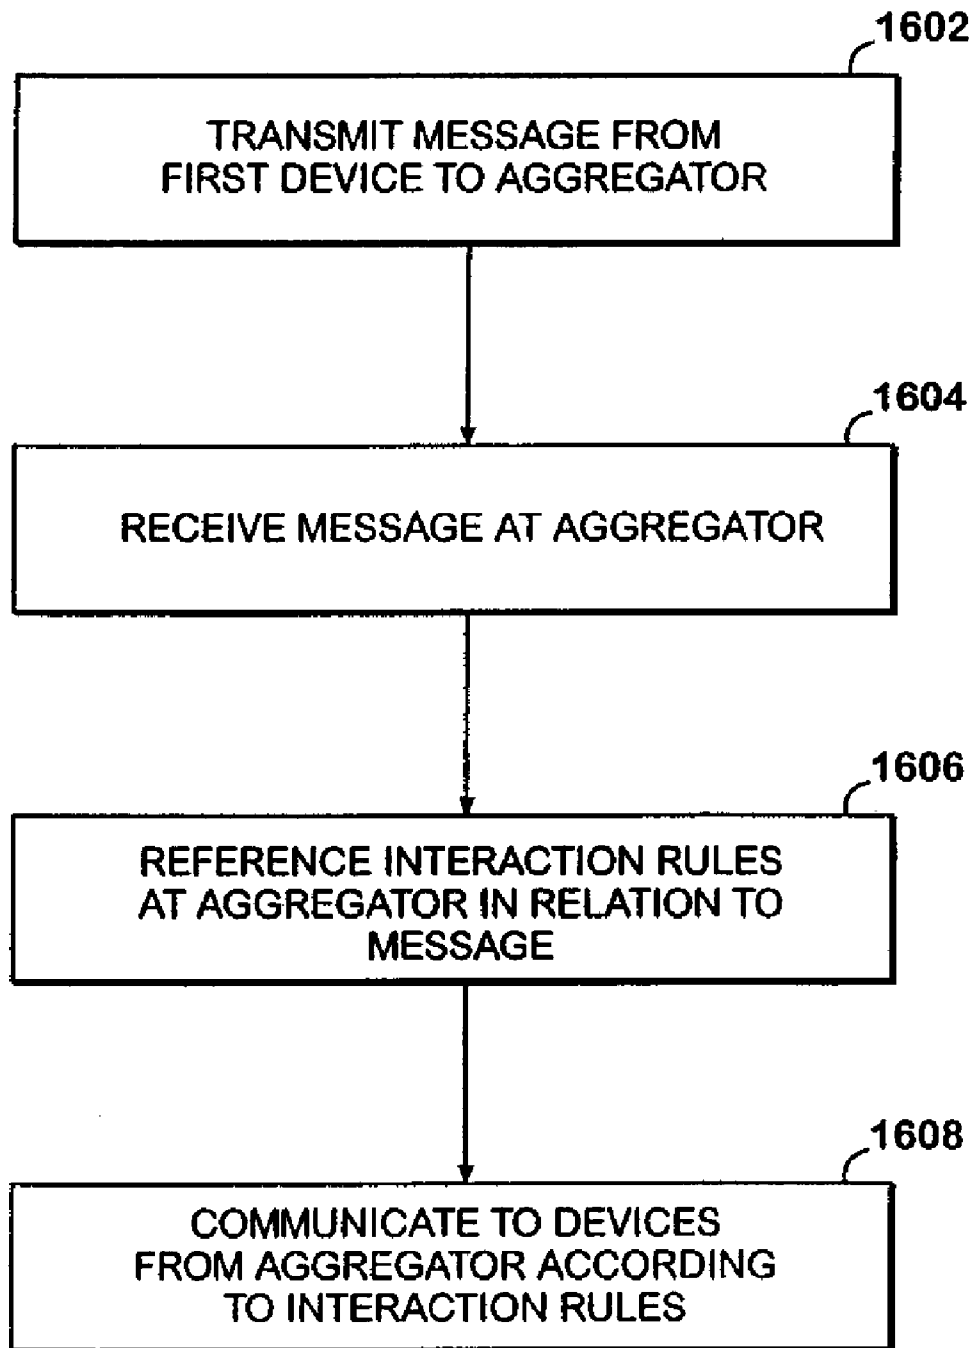 1602
TRANSMIT MESSAGE FROM
FIRST DEVICE TO AGGREGATOR
1604
RECEIVE MESSAGE AT AGGREGATOR
1606
REFERENCE INTERACTION RULES
AT AGGREGATOR IN RELATION TO
MESSAGE
1608
COMMUNICATE TO DEVICES
FROM AGGREGATOR ACCORDING
TO INTERACTION RULES